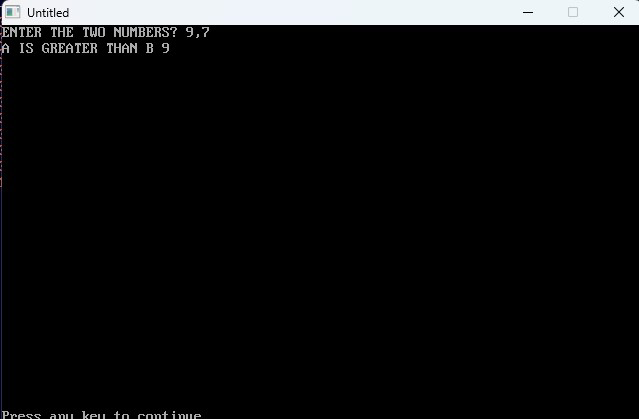 Untitled
ENTER THE TWO NUMBERS? 9,7
A IS GREATER THAN B 9
Press any key to continue